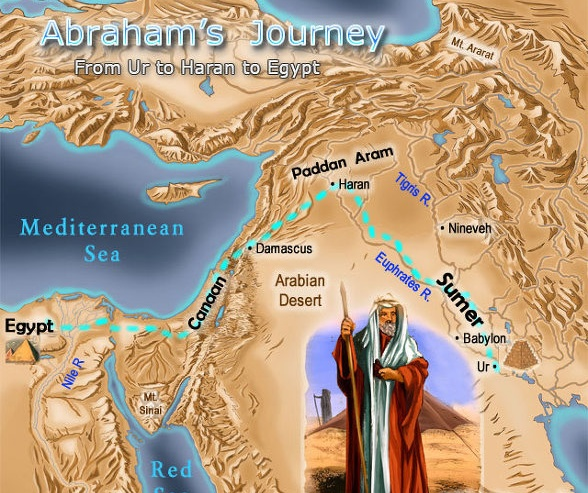 Abraham's Journey
From Ur to Haran to Egypt
Mt. Ararat
Paddan Aram
Haran
Tigris R.
Mediterranean
Sea
Nineveh
Damascus
Euphrates R.
Arabian
Desert
Sumer
Canaan
Egypt
Babylon
Ur
Nile R
Mt.
Sinai
Red